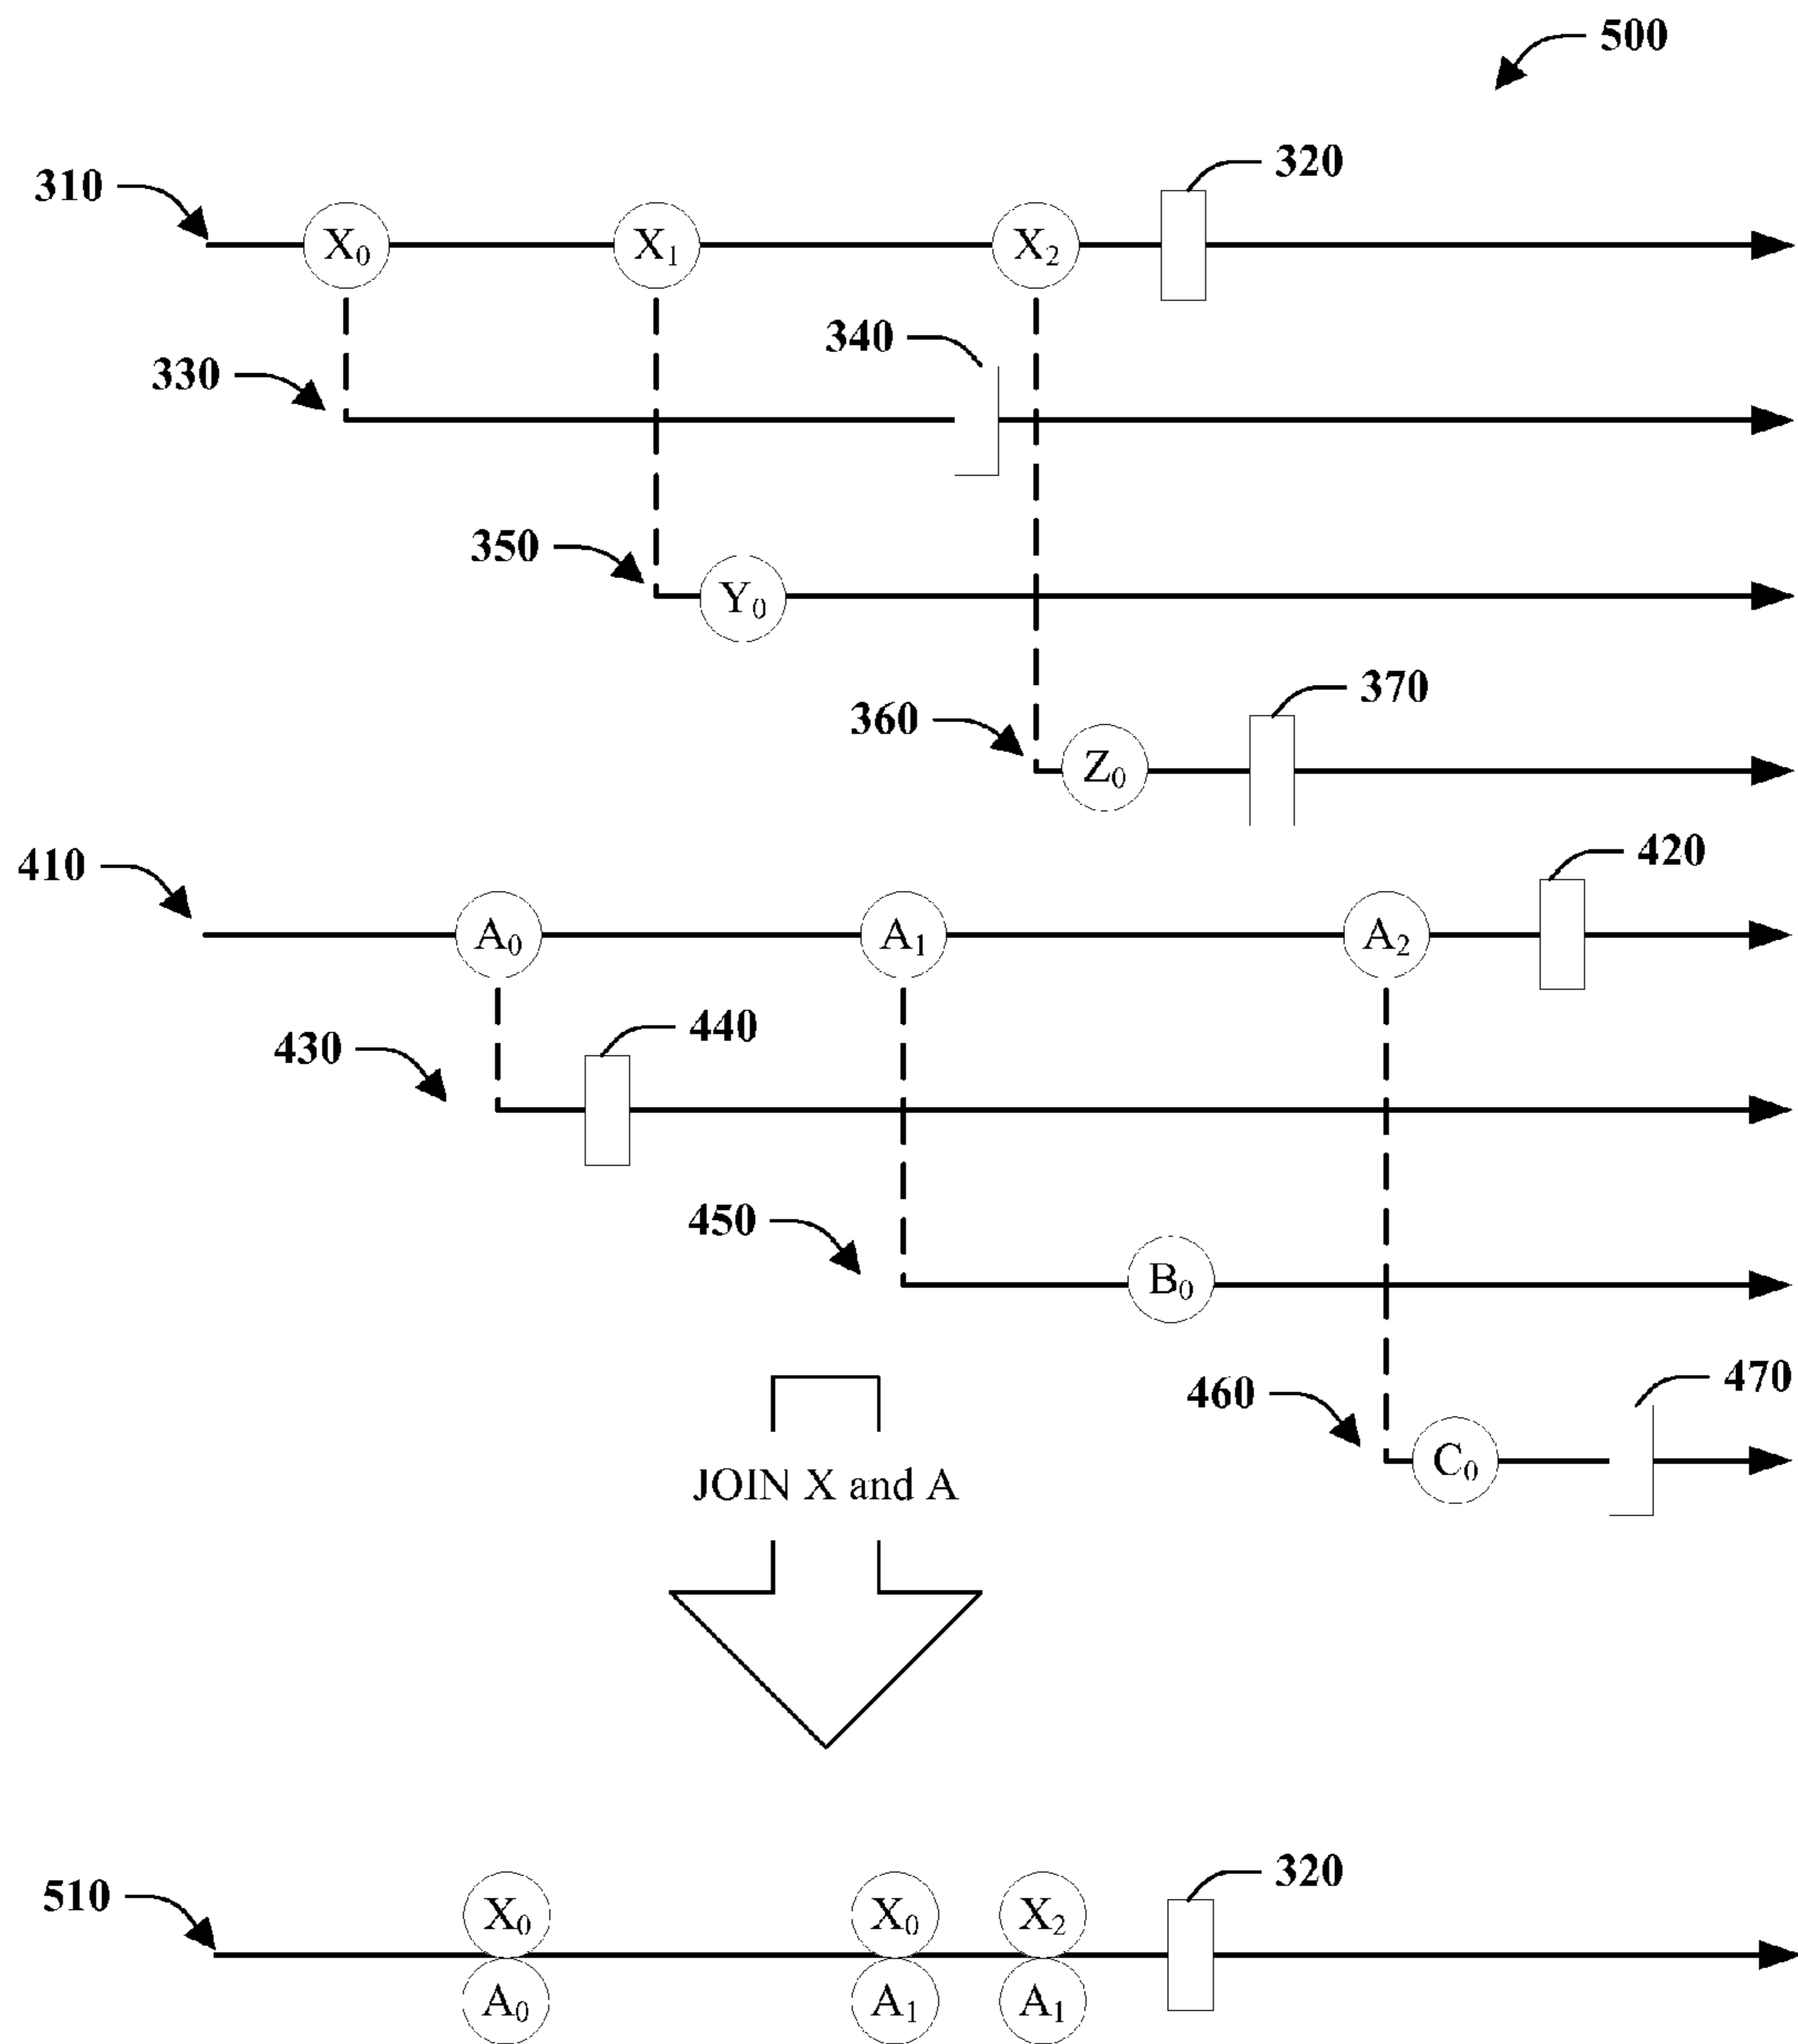 500
320
310
X₀ X₁ X₂
340
330
350
Y₀
370
360
Z₀
420
410
A₀ A₁ A₂
440
430
450
B₀
470
460
C₀
JOIN X and A
320
510
X₀ X₀ X₂
A₀ A₁ A₁